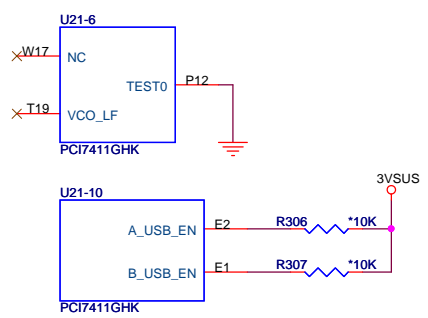 U21-6
W17
NC
TEST0
P12
T19
VCO_LF
PCI7411GHK
3VSUS
U21-10
A_USB_EN
E2
R306
*10K
B_USB_EN
E1
R307
*10K
PCI7411GHK